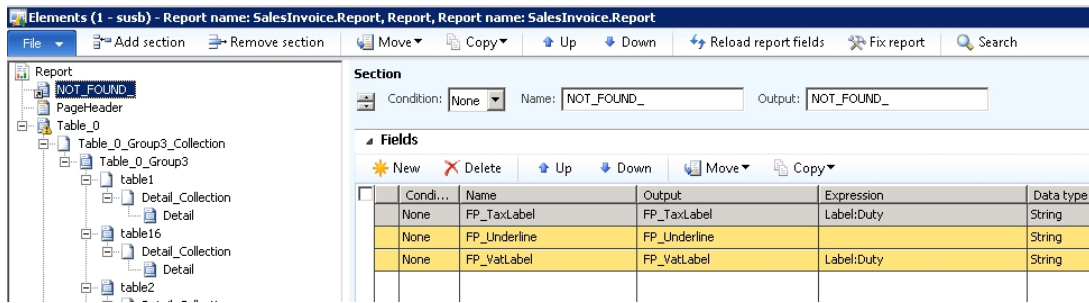 Elements (1 - susb) - Report name: SalesInvoice.Report, Report, Report name: SalesInvoice.Report
File Add section Remove section Move Copy Up Down Reload report fields Fix report Search
Report
NOT_FOUND_
PageHeader
Table_0
Table_0_Group3_Collection
Table_0_Group3
table1
Detail_Collection
Detail
table16
Detail_Collection
Detail
table2
Section
Condition: None Name: NOT_FOUND_ Output: NOT_FOUND_
Fields
New Delete Up Down Move Copy
Condi... Name Output Expression Data type
None FP_TaxLabel FP_TaxLabel Label:Duty String
None FP_Underline FP_Underline String
None FP_VatLabel FP_VatLabel Label:Duty String